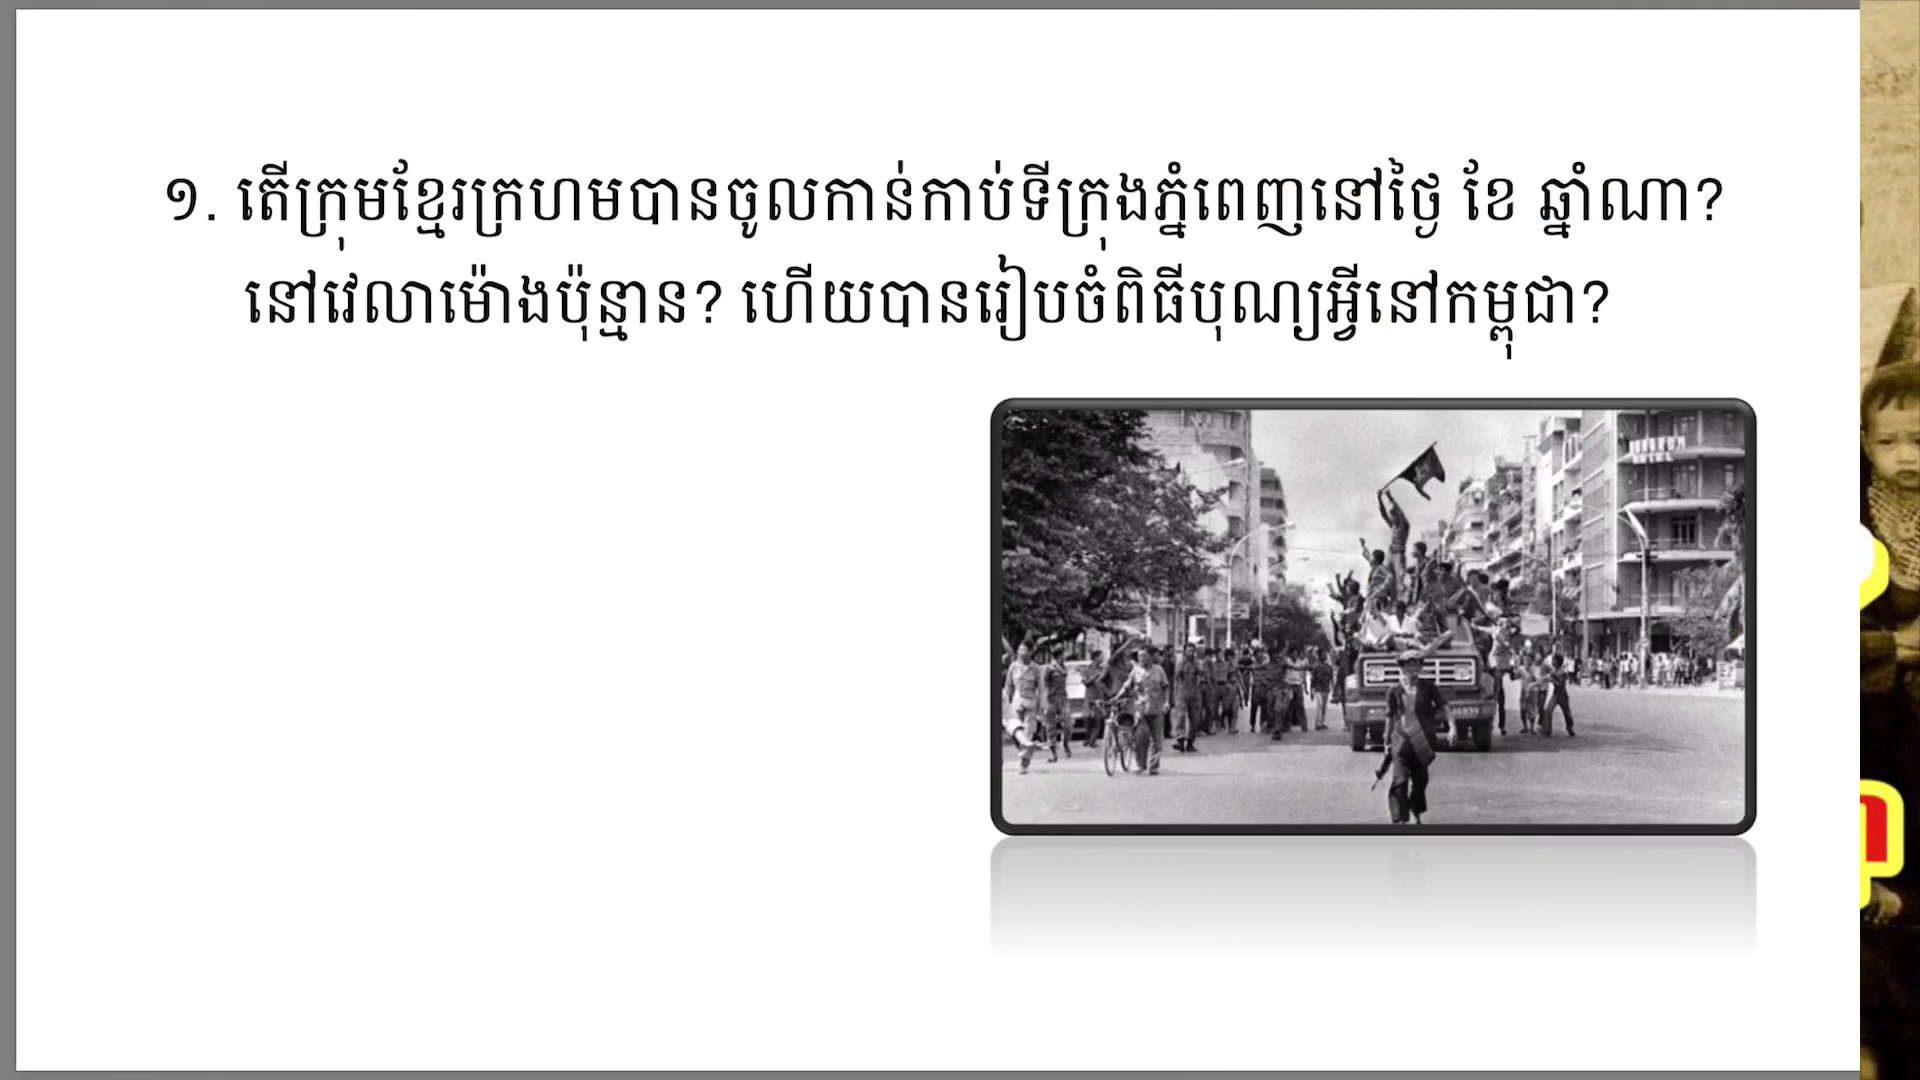 ១. តើក្រុមខ្មែរក្រហមបានចូលកាន់កាប់ទីក្រុងភ្នំពេញនៅថ្ងៃ ខែ ឆ្នាំណា?
នៅវេលាម៉ោងប៉ុន្មាន? ហើយបានរៀបចំពិធីបុណ្យអ្វីនៅកម្ពុជា?